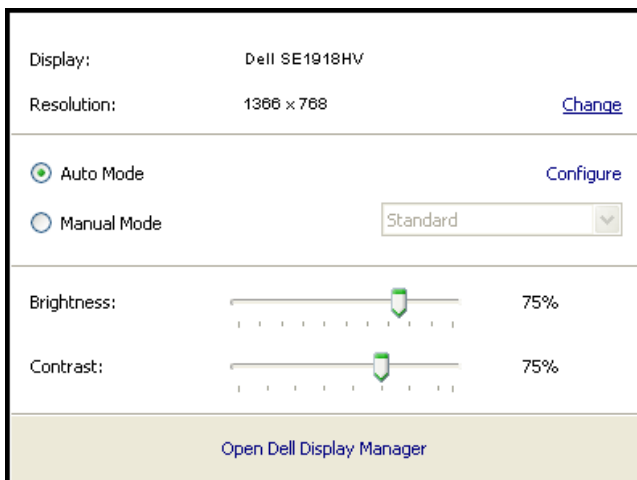 Display: Dell SE1918HV
Resolution: 1366 x 768 Change
Auto Mode Configure
Manual Mode Standard
Brightness: 75%
Contrast: 75%
Open Dell Display Manager